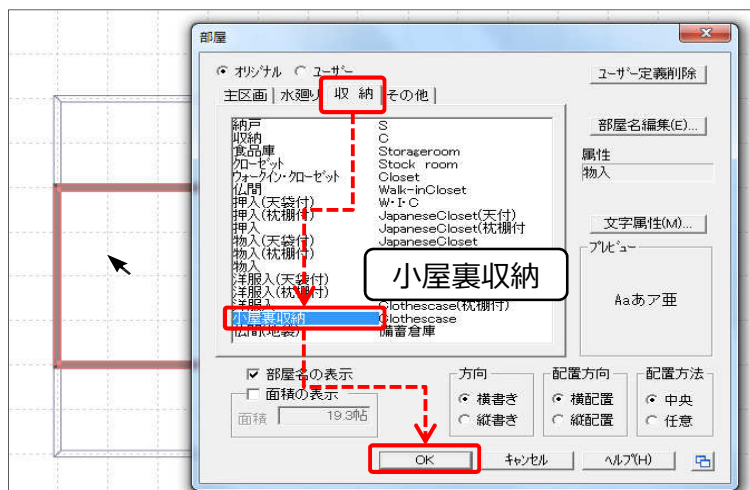 部屋
オリジナル ユーザー
ユーザー定義削除
主区画 水廻り 収 納 その他
部屋名編集(E)...
属性
物入
文字属性(M)...
プレビュー
Aaあア亜
納戸 S
収納 C
食品庫 Storageroom
クローゼット Stock room
ウォークイン・クローゼット Closet
仏間 Walk-inCloset
押入(天袋付) W・I・C
押入(枕棚付) JapaneseCloset(天付)
押入 JapaneseCloset(枕棚付
物入(天袋付) JapaneseCloset
物入(枕棚付)
物入
洋服入(天袋付)
洋服入(枕棚付)
洋服入 Clothescase(枕棚付)
小屋裏収納 Clothescase
仏間(地袋) 備蓄倉庫
小屋裏収納
部屋名の表示
面積の表示
面積 19.3帖
方向
横書き
縦書き
配置方向
横配置
縦配置
配置方法
中央
任意
OK キャンセル ヘルプ(H)